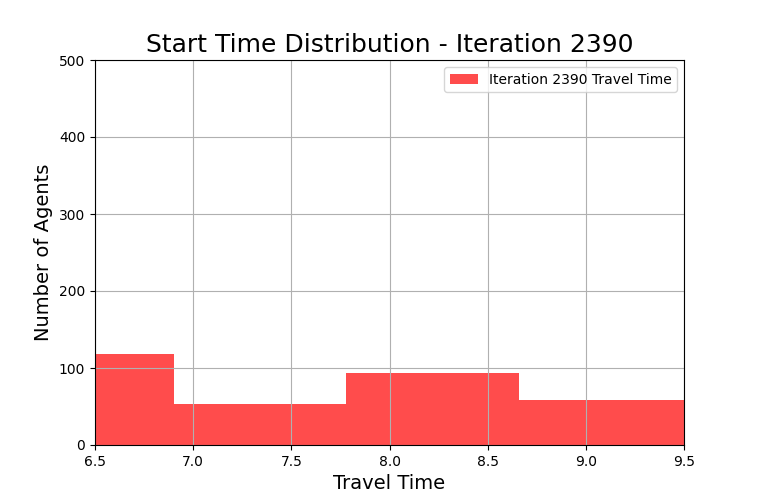 Start Time Distribution - Iteration 2390
Iteration 2390 Travel Time
Number of Agents
500
400
300
200
100
0
6.5 7.0 7.5 8.0 8.5 9.0 9.5
Travel Time